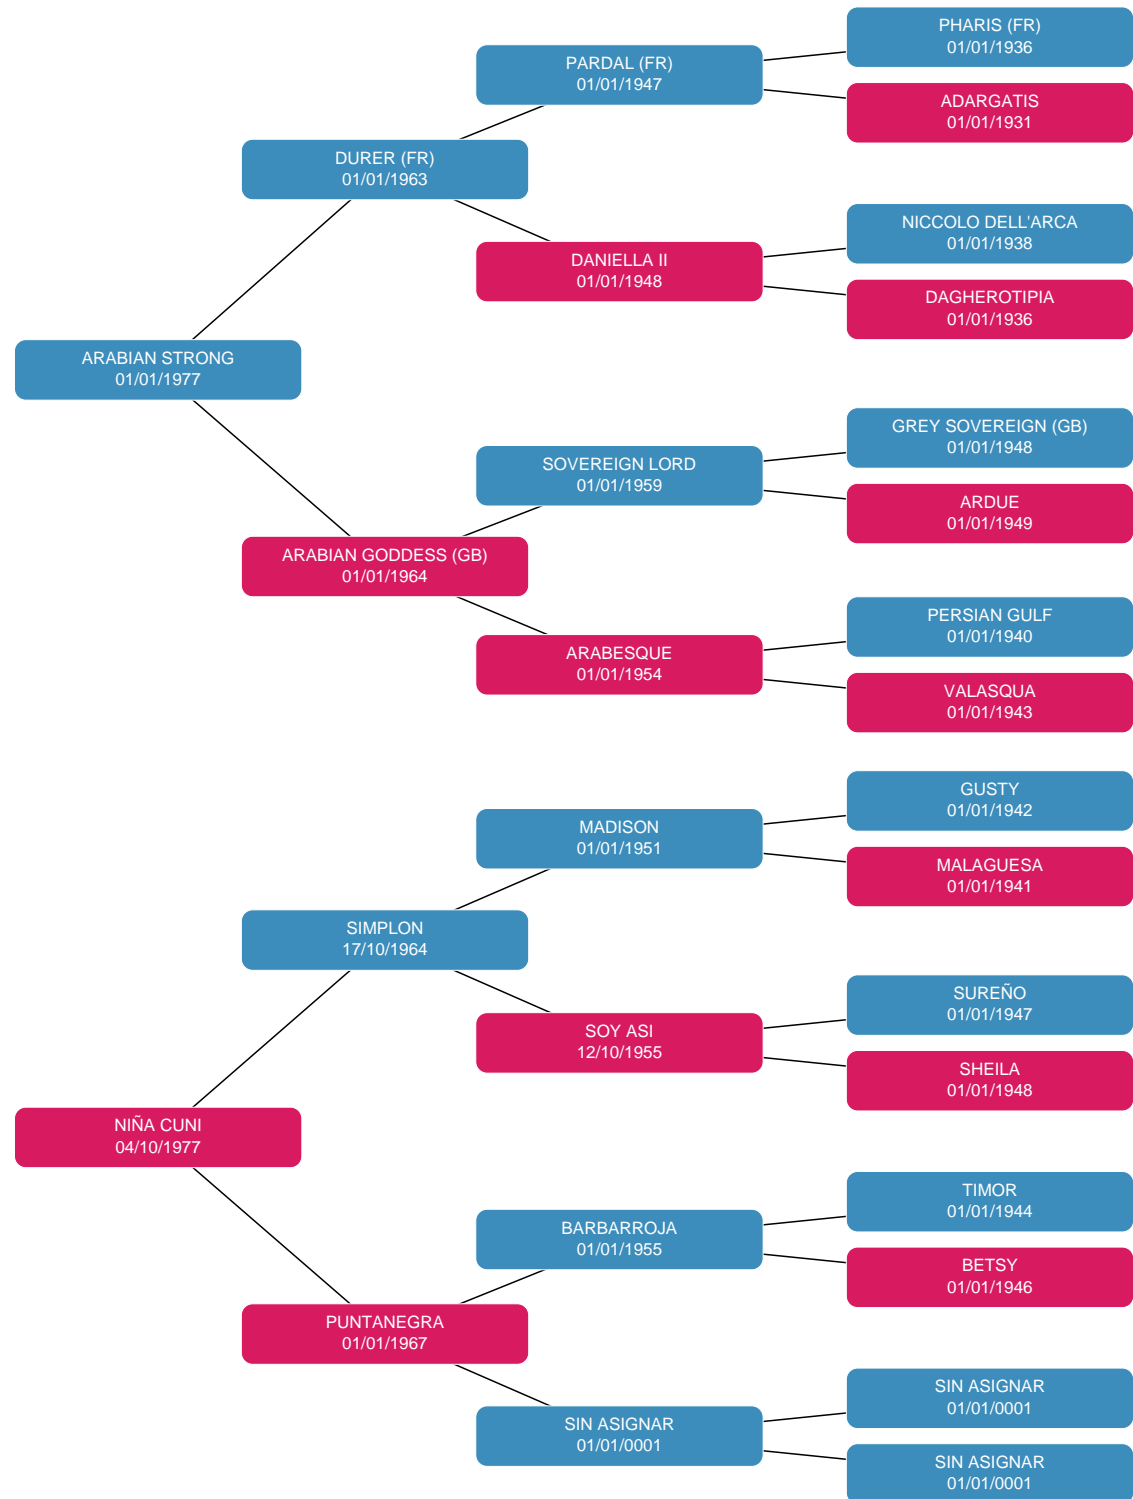 PHARIS (FR)
01/01/1936
PARDAL (FR)
01/01/1947
ADARGATIS
01/01/1931
DURER (FR)
01/01/1963
NICCOLO DELL'ARCA
01/01/1938
DANIELLA II
01/01/1948
DAGHEROTIPIA
01/01/1936
ARABIAN STRONG
01/01/1977
GREY SOVEREIGN (GB)
01/01/1948
SOVEREIGN LORD
01/01/1959
ARDUE
01/01/1949
ARABIAN GODDESS (GB)
01/01/1964
PERSIAN GULF
01/01/1940
ARABESQUE
01/01/1954
VALASQUA
01/01/1943
GUSTY
01/01/1942
MADISON
01/01/1951
MALAGUESA
01/01/1941
SIMPLON
17/10/1964
SUREÑO
01/01/1947
SOY ASI
12/10/1955
SHEILA
01/01/1948
NIÑA CUNI
04/10/1977
TIMOR
01/01/1944
BARBARROJA
01/01/1955
BETSY
01/01/1946
PUNTANEGRA
01/01/1967
SIN ASIGNAR
01/01/0001
SIN ASIGNAR
01/01/0001
SIN ASIGNAR
01/01/0001